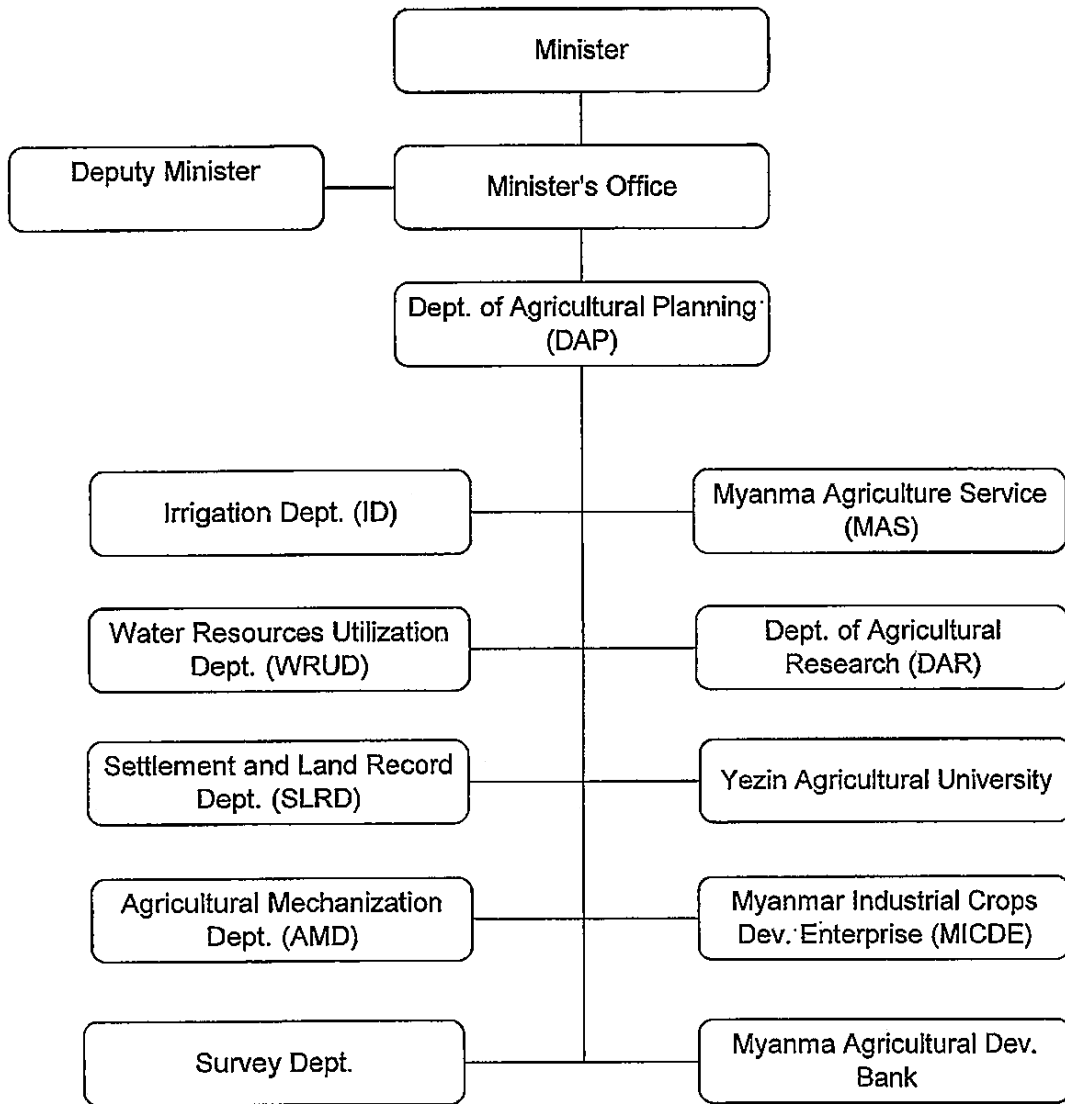 Minister
Deputy Minister
Minister's Office
Dept. of Agricultural Planning
(DAP)
Irrigation Dept. (ID)
Myanma Agriculture Service
(MAS)
Water Resources Utilization
Dept. (WRUD)
Dept. of Agricultural
Research (DAR)
Settlement and Land Record
Dept. (SLRD)
Yezin Agricultural University
Agricultural Mechanization
Dept. (AMD)
Myanmar Industrial Crops
Dev. Enterprise (MICDE)
Survey Dept.
Myanma Agricultural Dev.
Bank